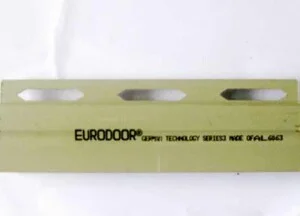 EURODOOR® GERMAN TECHNOLOGY SERIES3 MADE OF AL.6063